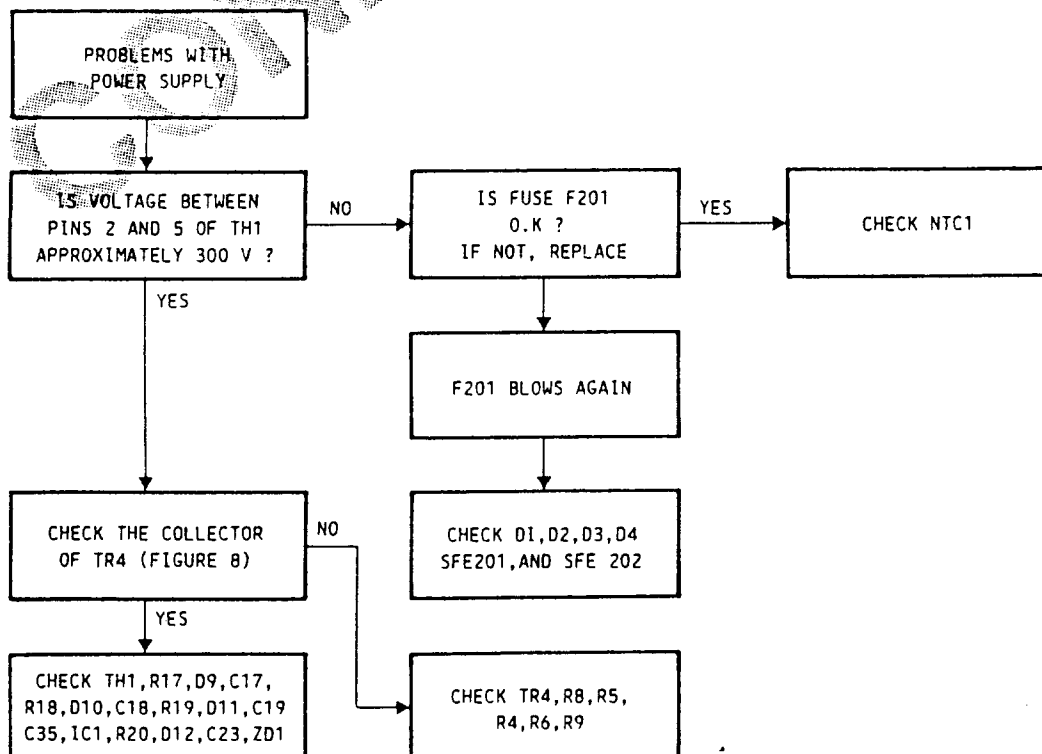 PROBLEMS WITH
POWER SUPPLY
IS VOLTAGE BETWEEN
PINS 2 AND 5 OF TH1
APPROXIMATELY 300 V ?
NO
IS FUSE F201
O.K ?
IF NOT, REPLACE
YES
CHECK NTC1
YES
F201 BLOWS AGAIN
CHECK THE COLLECTOR
OF TR4 (FIGURE 8)
NO
CHECK DI,D2,D3,D4
SFE201,AND SFE 202
YES
CHECK TH1,R17,D9,C17,
R18,D10,C18,R19,D11,C19
C35,IC1,R20,D12,C23,ZD1
CHECK TR4,R8,R5,
R4,R6,R9